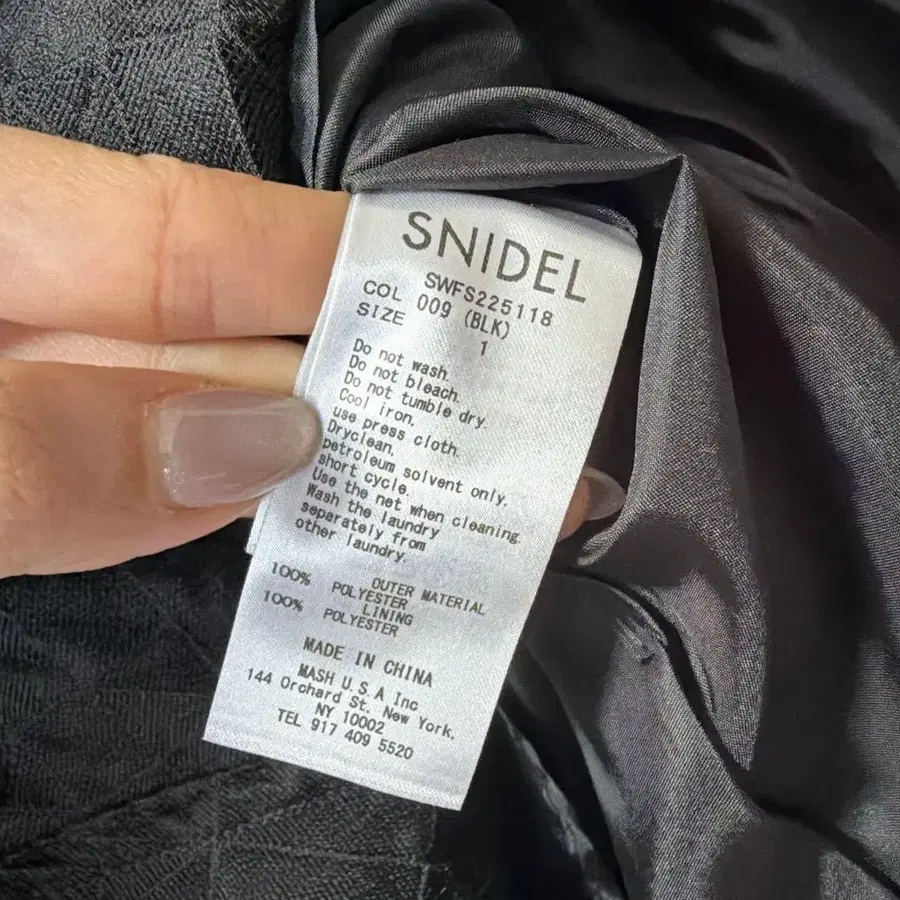 SNIDEL
SWFS225118
COL 009 (BLK)
SIZE 1
Do not wash.
Do not bleach.
Do not tumble dry.
Cool iron,
use press cloth.
Dryclean,
petroleum solvent only.
short cycle.
Use the net when cleaning.
Wash the laundry
separately from
other laundry.
OUTER MATERIAL
100% POLYESTER
LINING
100% POLYESTER
MADE IN CHINA
MASH U.S.A Inc
144 Orchard St. New York,
NY 10002
TEL 917 409 5520